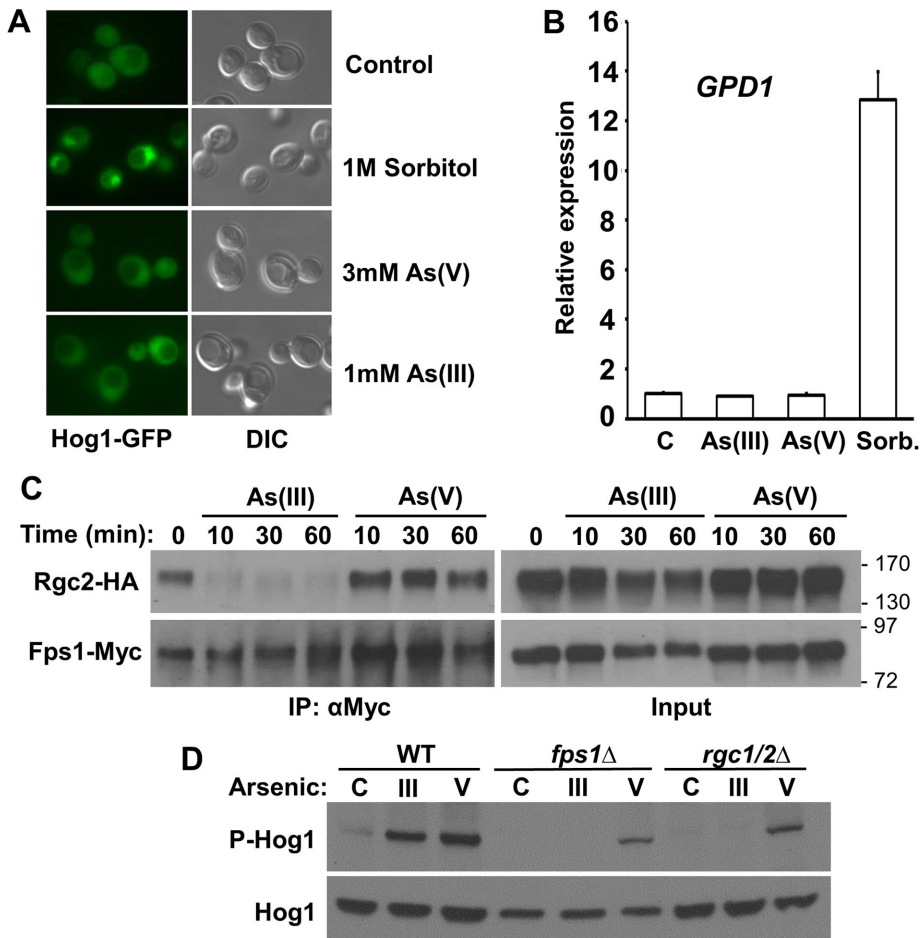 A
Control
1M Sorbitol
3mM As(V)
1mM As(III)
Hog1-GFP DIC
B
GPD1
Relative expression
16
14
12
10
8
6
4
2
0
C As(III) As(V) Sorb.
C
As(III) As(V) As(III) As(V)
Time (min): 0 10 30 60 10 30 60 0 10 30 60 10 30 60
Rgc2-HA
- 170
- 130
Fps1-Myc
- 97
- 72
IP: αMyc Input
D
WT fps1Δ rgc1/2Δ
Arsenic: C III V C III V C III V
P-Hog1
Hog1